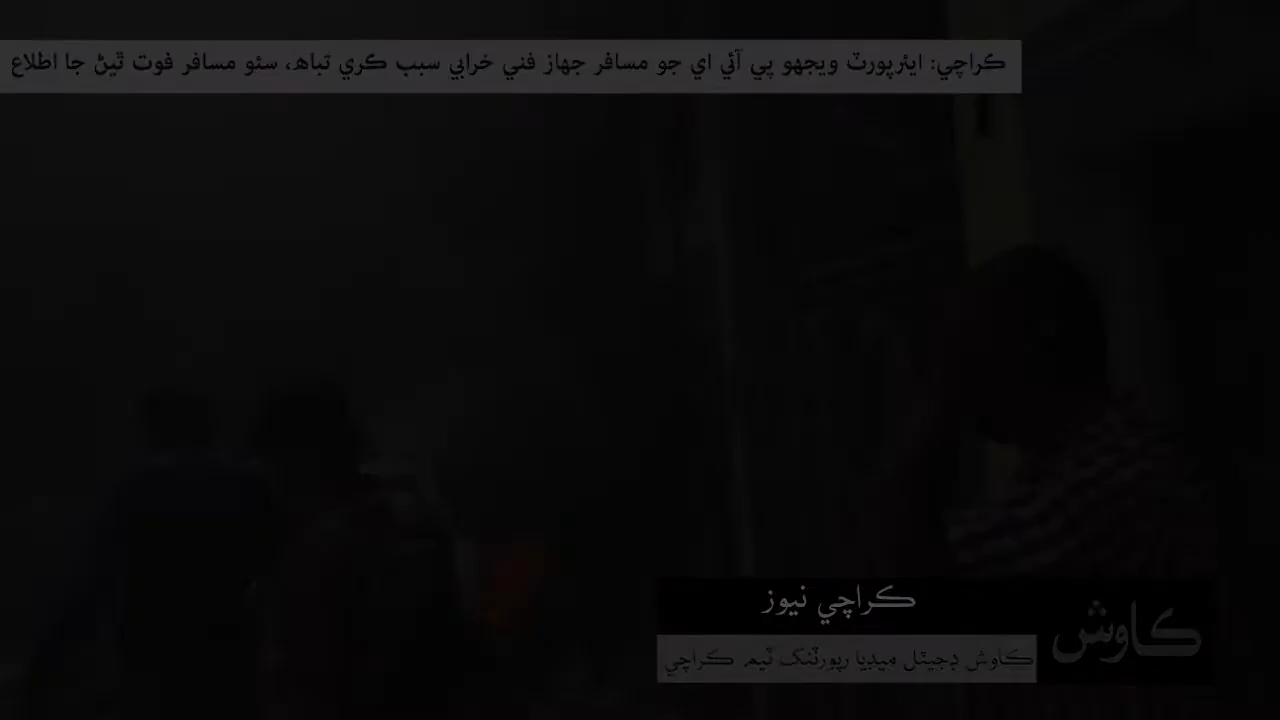 ڪراچي: ايئرپورٽ ويجهو پي آئي اي جو مسافر جهاز فني خرابي سبب ڪري تباهه، سئو مسافر فوت ٿيڻ جا اطلاع
ڪراچي نيوز
ڪاوش
ڪاوش ڊجيٽل ميڊيا رپورٽنگ ٽيم ڪراچي